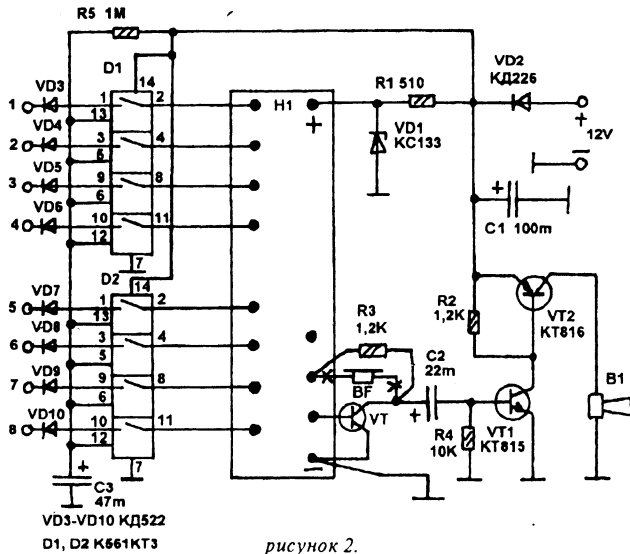 R5 1M
D1
14
VD3
1
1
2
13
VD4
2
3
4
5
VD5
3
9
8
6
VD6
4
10
11
12
7
D2
14
VD7
5
1
2
13
VD8
6
3
4
5
VD9
7
9
8
6
VD10
8
10
11
12
7
+
C3
47m
H1
+
R1 510
VD1
КС133
VD2
КД226
+
12V
−
+
C1 100m
R2
1,2К
VT2
КТ816
R3
1,2К
BF
C2
22m
+
VT
R4
10К
VT1
КТ815
B1
−
VD3-VD10 КД522
D1, D2 К561КТ3
рисунок 2.